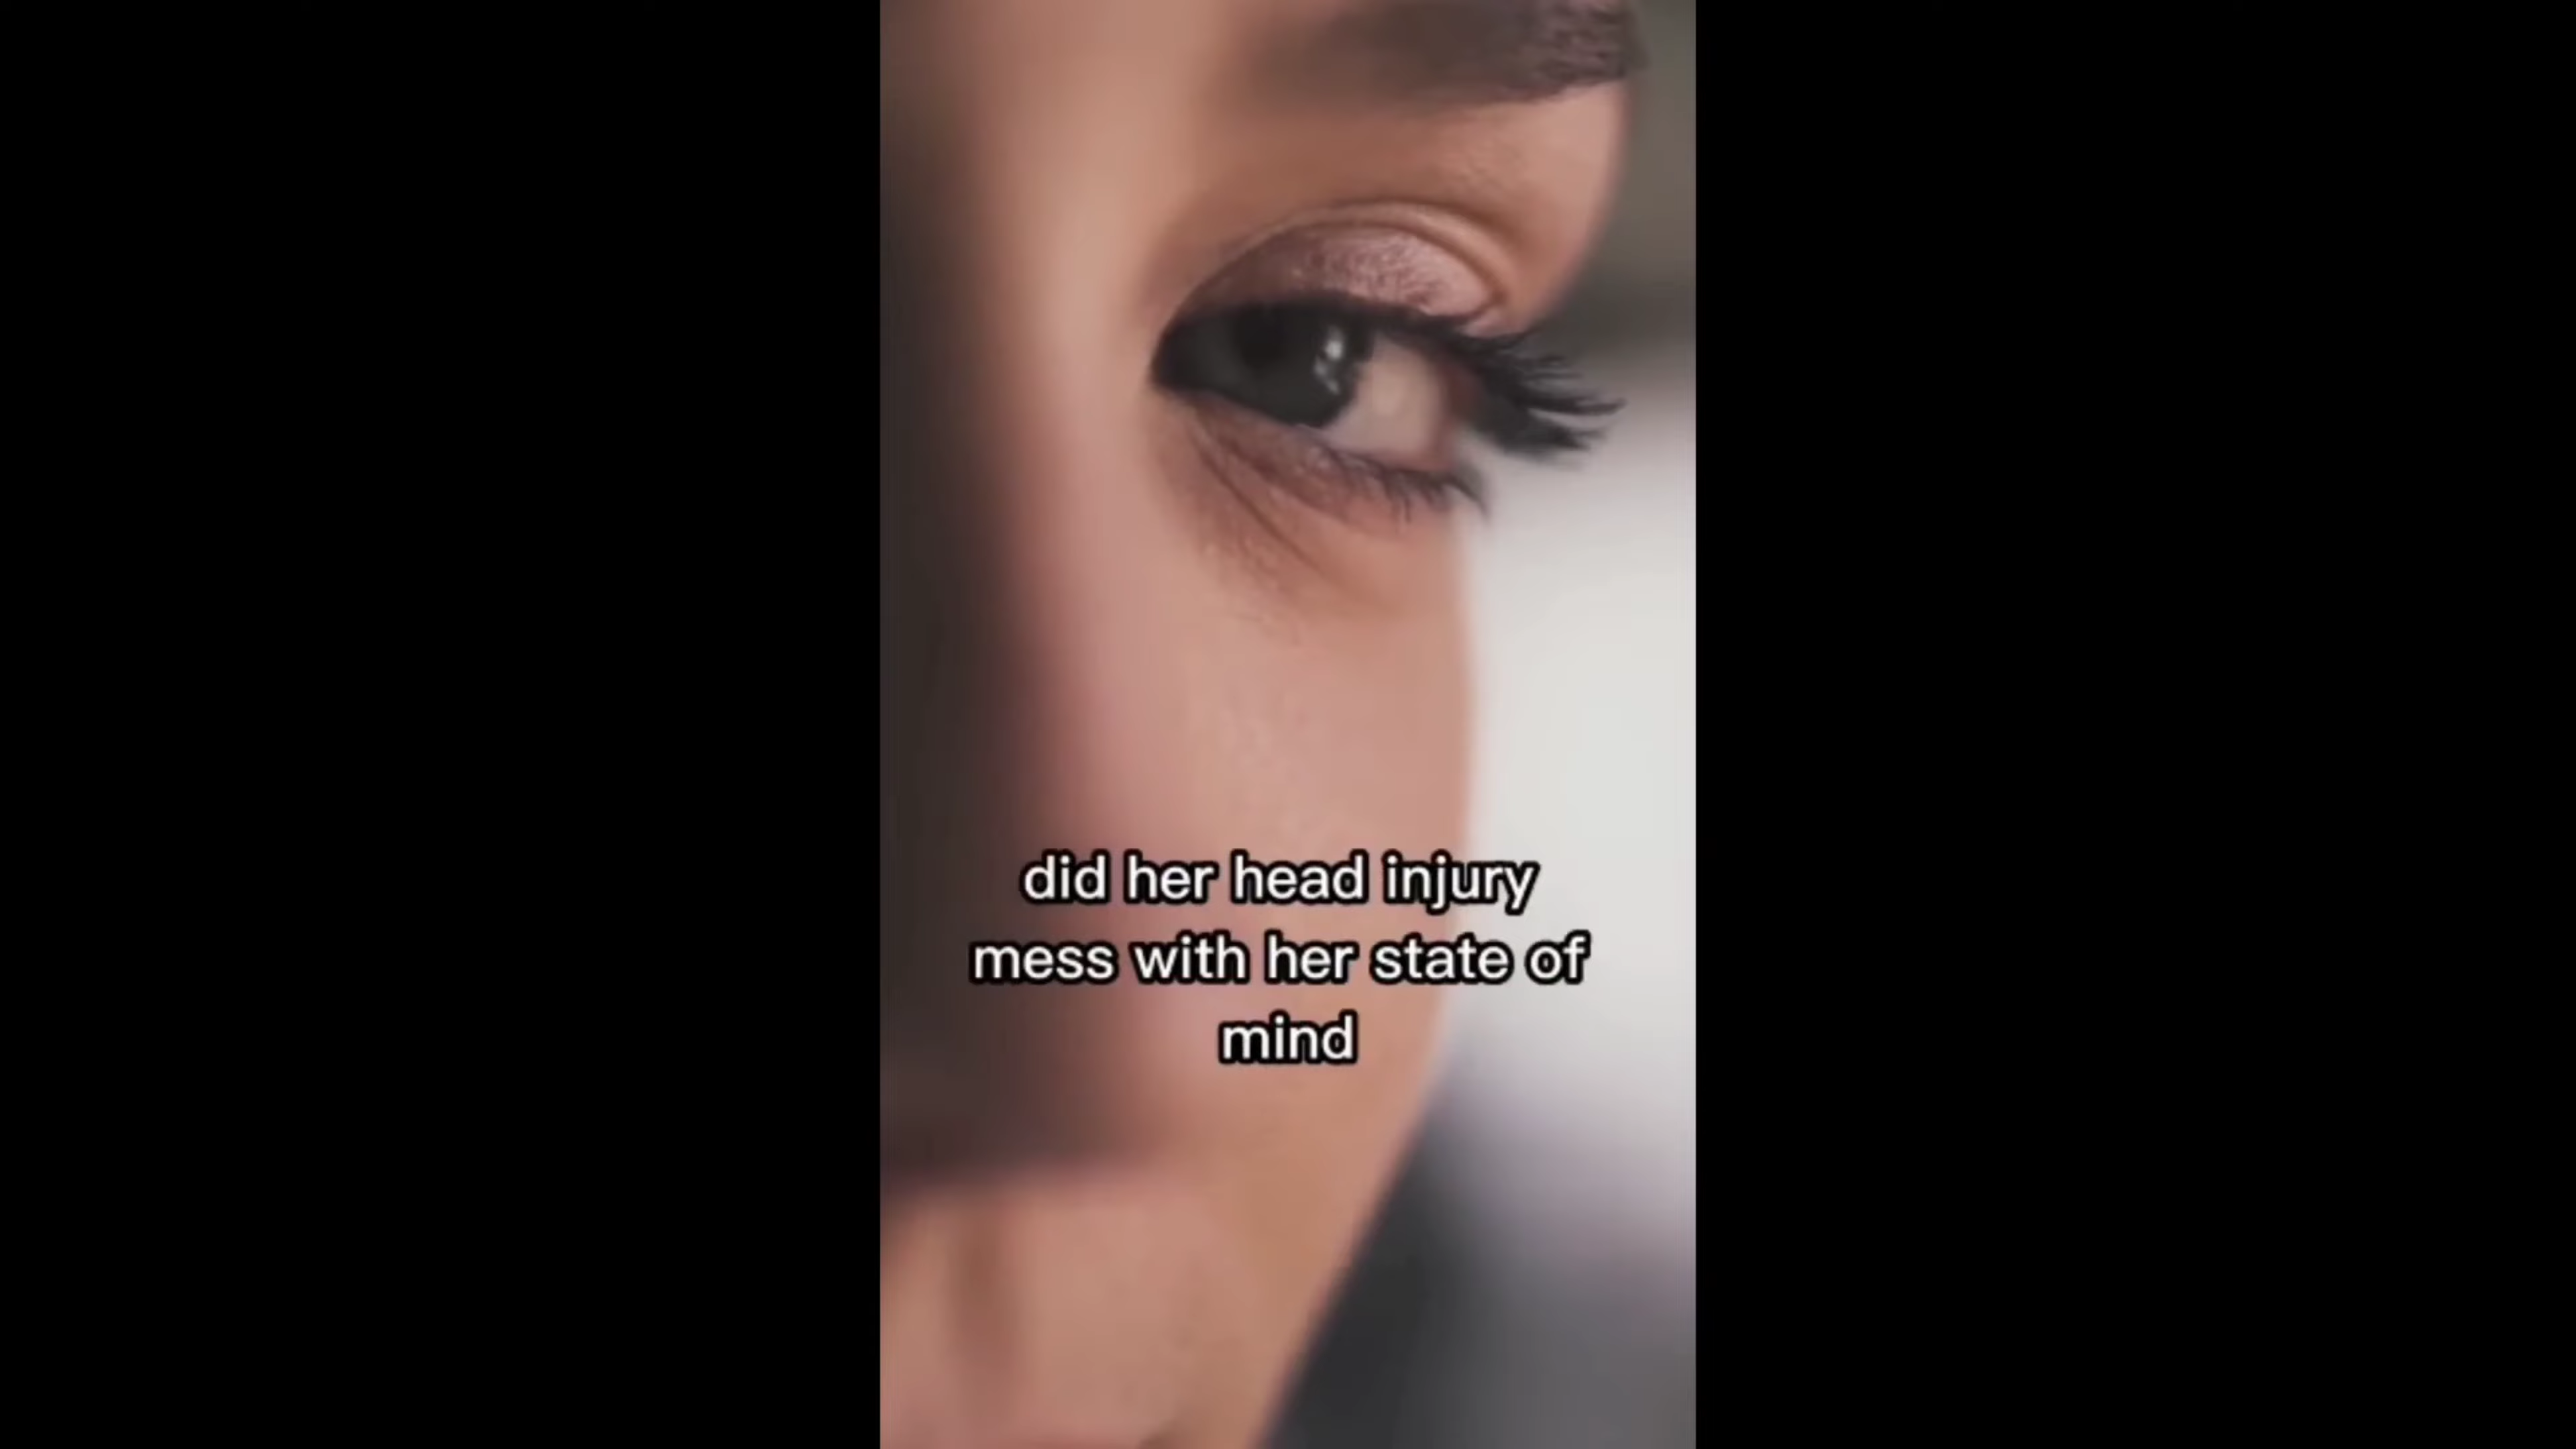 did her head injury
mess with her state of
mind